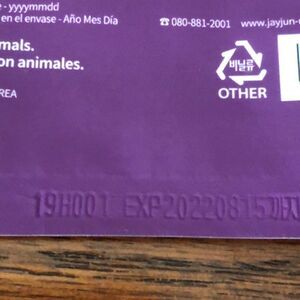 e - yyyymmdd
en el envase - Año Mes Día
080-881-2001 www.jayjun-
mals.
on animales.
REA
비닐류
OTHER
19H001 EXP20220815까지